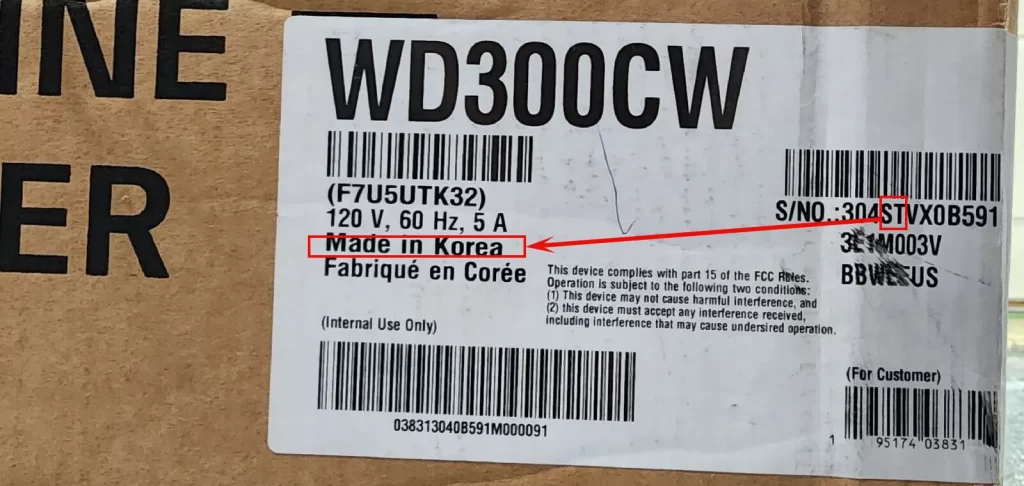 INE
ER
WD300CW
(F7U5UTK32)
120 V, 60 Hz, 5 A
Made in Korea
Fabriqué en Corée
S/NO.:304STVX0B591
M003V
US
This device complies with part 15 of the FCC Rules.
Operation is subject to the following two conditions:
(1) This device may not cause harmful interference, and
(2) this device must accept any interference received,
including interference that may cause undersired operation.
(Internal Use Only)
038313040B591M000091
(For Customer)
1 95174 03831